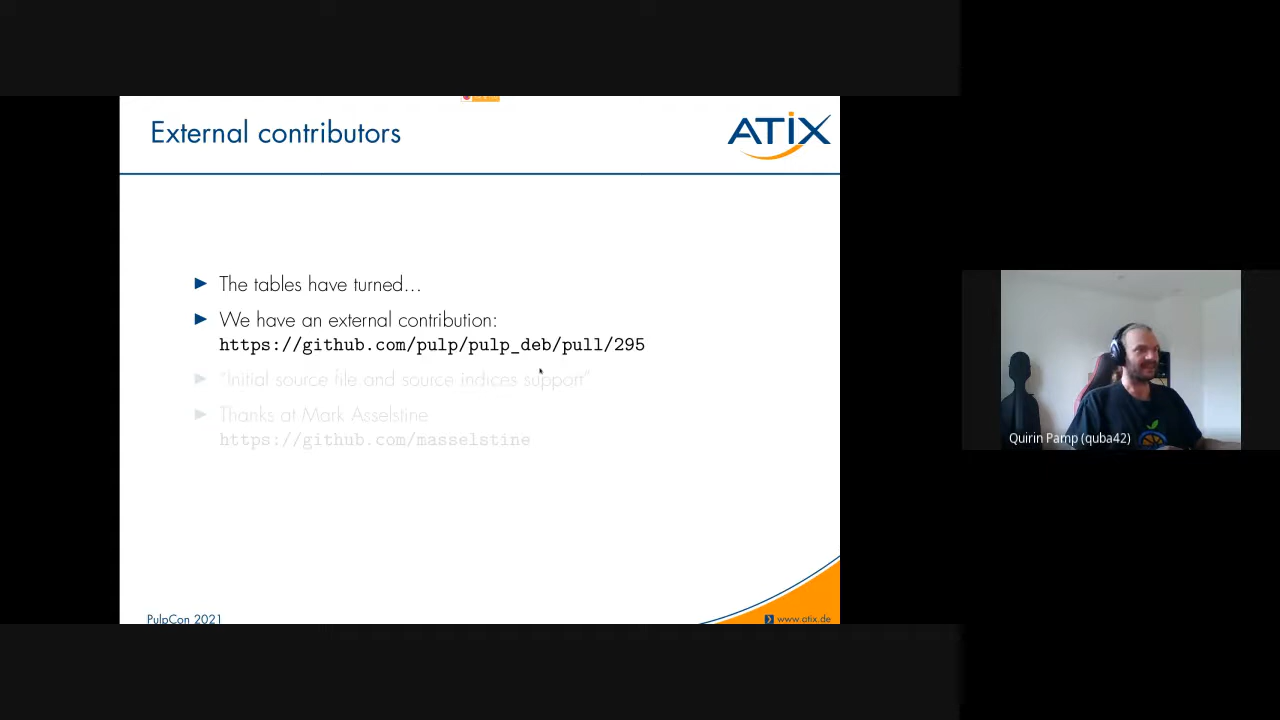 External contributors
ATIX
The tables have turned...
We have an external contribution:
https://github.com/pulp/pulp_deb/pull/295
"Initial source file and source indices support"
Thanks at Mark Asselstine
https://github.com/masselstine
Quirin Pamp (quba42)
PulpCon 2021
www.atix.de